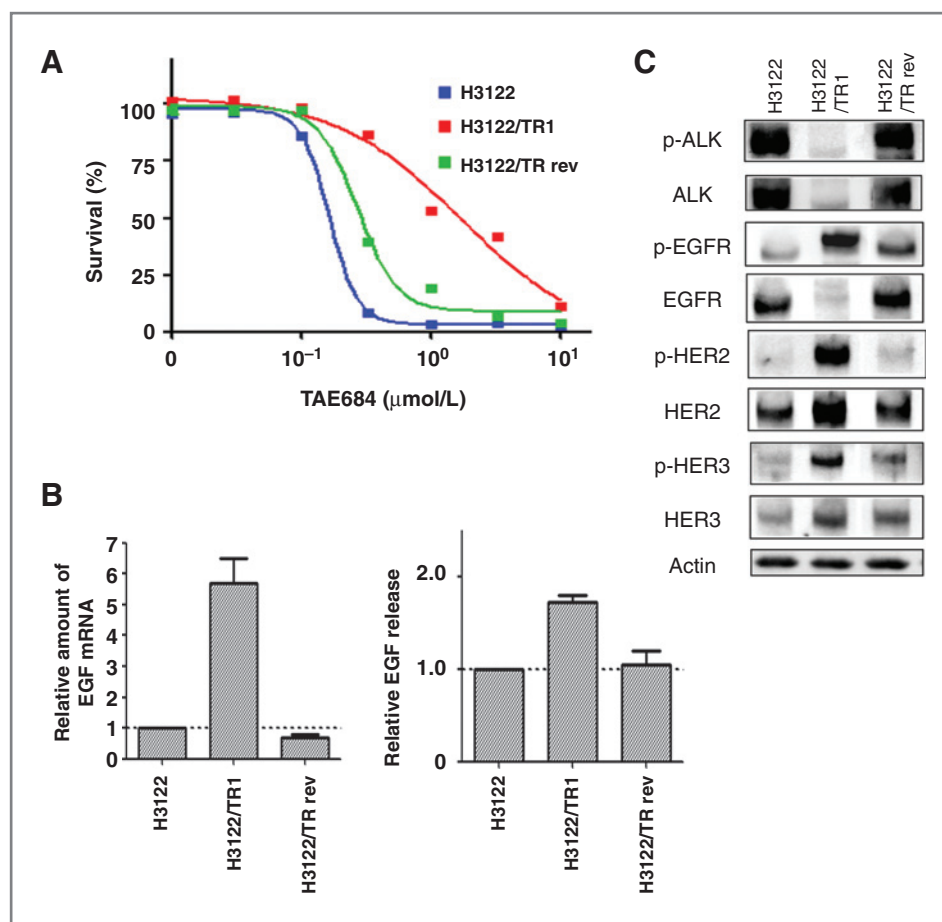 A
H3122
H3122/TR1
H3122/TR rev
Survival (%)
100
75
50
25
0
0
10⁻¹
10⁰
10¹
TAE684 (μmol/L)
B
Relative amount of
EGF mRNA
7
6
5
4
3
2
1
0
H3122
H3122/TR1
H3122/TR rev
Relative EGF release
2.0
1.0
0
H3122
H3122/TR1
H3122/TR rev
C
H3122
H3122
/TR1
H3122
/TR rev
p-ALK
ALK
p-EGFR
EGFR
p-HER2
HER2
p-HER3
HER3
Actin